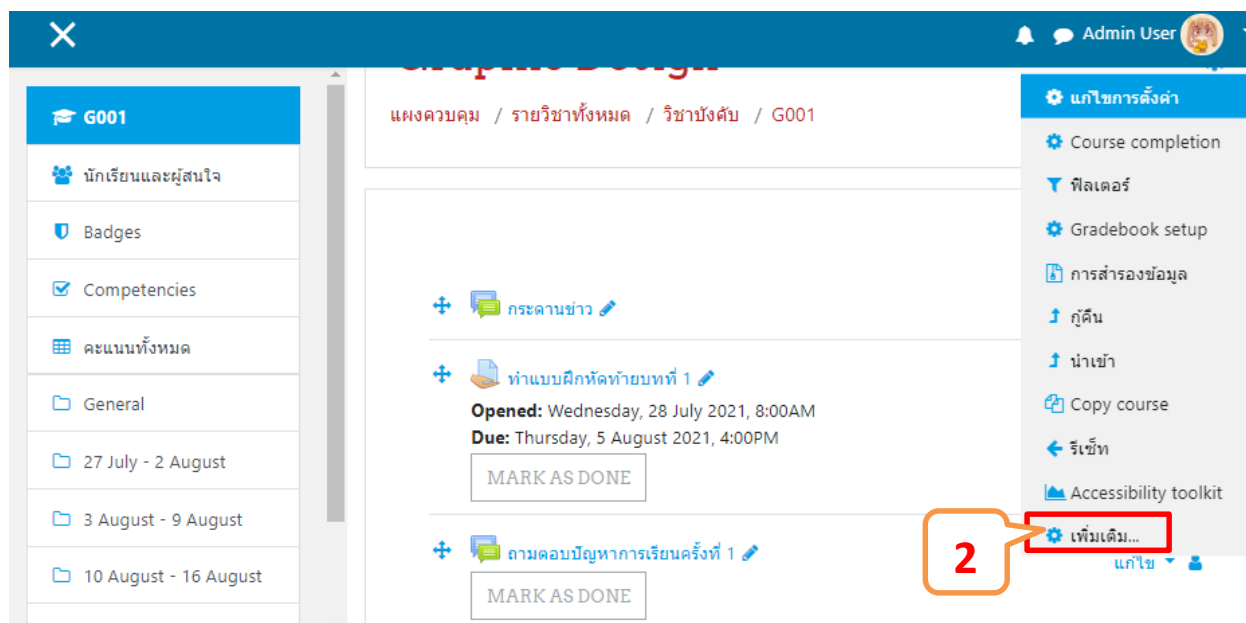 Admin User
Graphic Design
แผงควบคุม / รายวิชาทั้งหมด / วิชาบังคับ / G001
G001
นักเรียนและผู้สนใจ
Badges
Competencies
คะแนนทั้งหมด
General
27 July - 2 August
3 August - 9 August
10 August - 16 August
กระดานข่าว
ทำแบบฝึกหัดท้ายบทที่ 1
Opened: Wednesday, 28 July 2021, 8:00AM
Due: Thursday, 5 August 2021, 4:00PM
MARK AS DONE
ถามตอบปัญหาการเรียนครั้งที่ 1
MARK AS DONE
แก้ไขการตั้งค่า
Course completion
ฟิลเตอร์
Gradebook setup
การสำรองข้อมูล
กู้คืน
นำเข้า
Copy course
รีเซ็ท
Accessibility toolkit
เพิ่มเติม...
2
แก้ไข